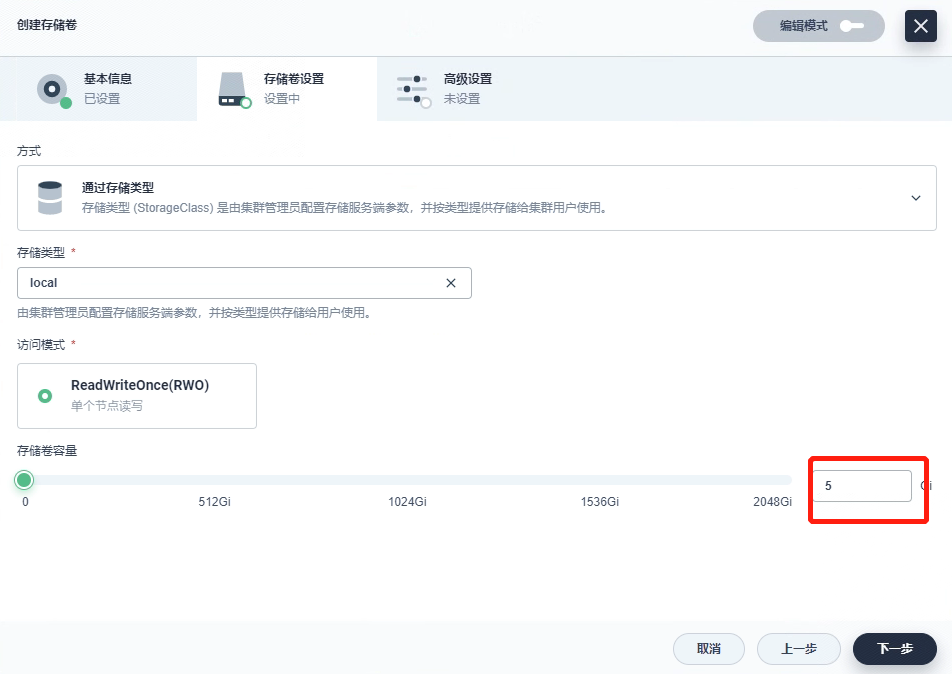 创建存储卷
编辑模式
基本信息
已设置
存储卷设置
设置中
高级设置
未设置
方式
通过存储类型
存储类型 (StorageClass) 是由集群管理员配置存储服务端参数，并按类型提供存储给集群用户使用。
存储类型 *
local
由集群管理员配置存储服务端参数，并按类型提供存储给用户使用。
访问模式 *
ReadWriteOnce(RWO)
单个节点读写
存储卷容量
5 Gi
0 512Gi 1024Gi 1536Gi 2048Gi
取消 上一步 下一步